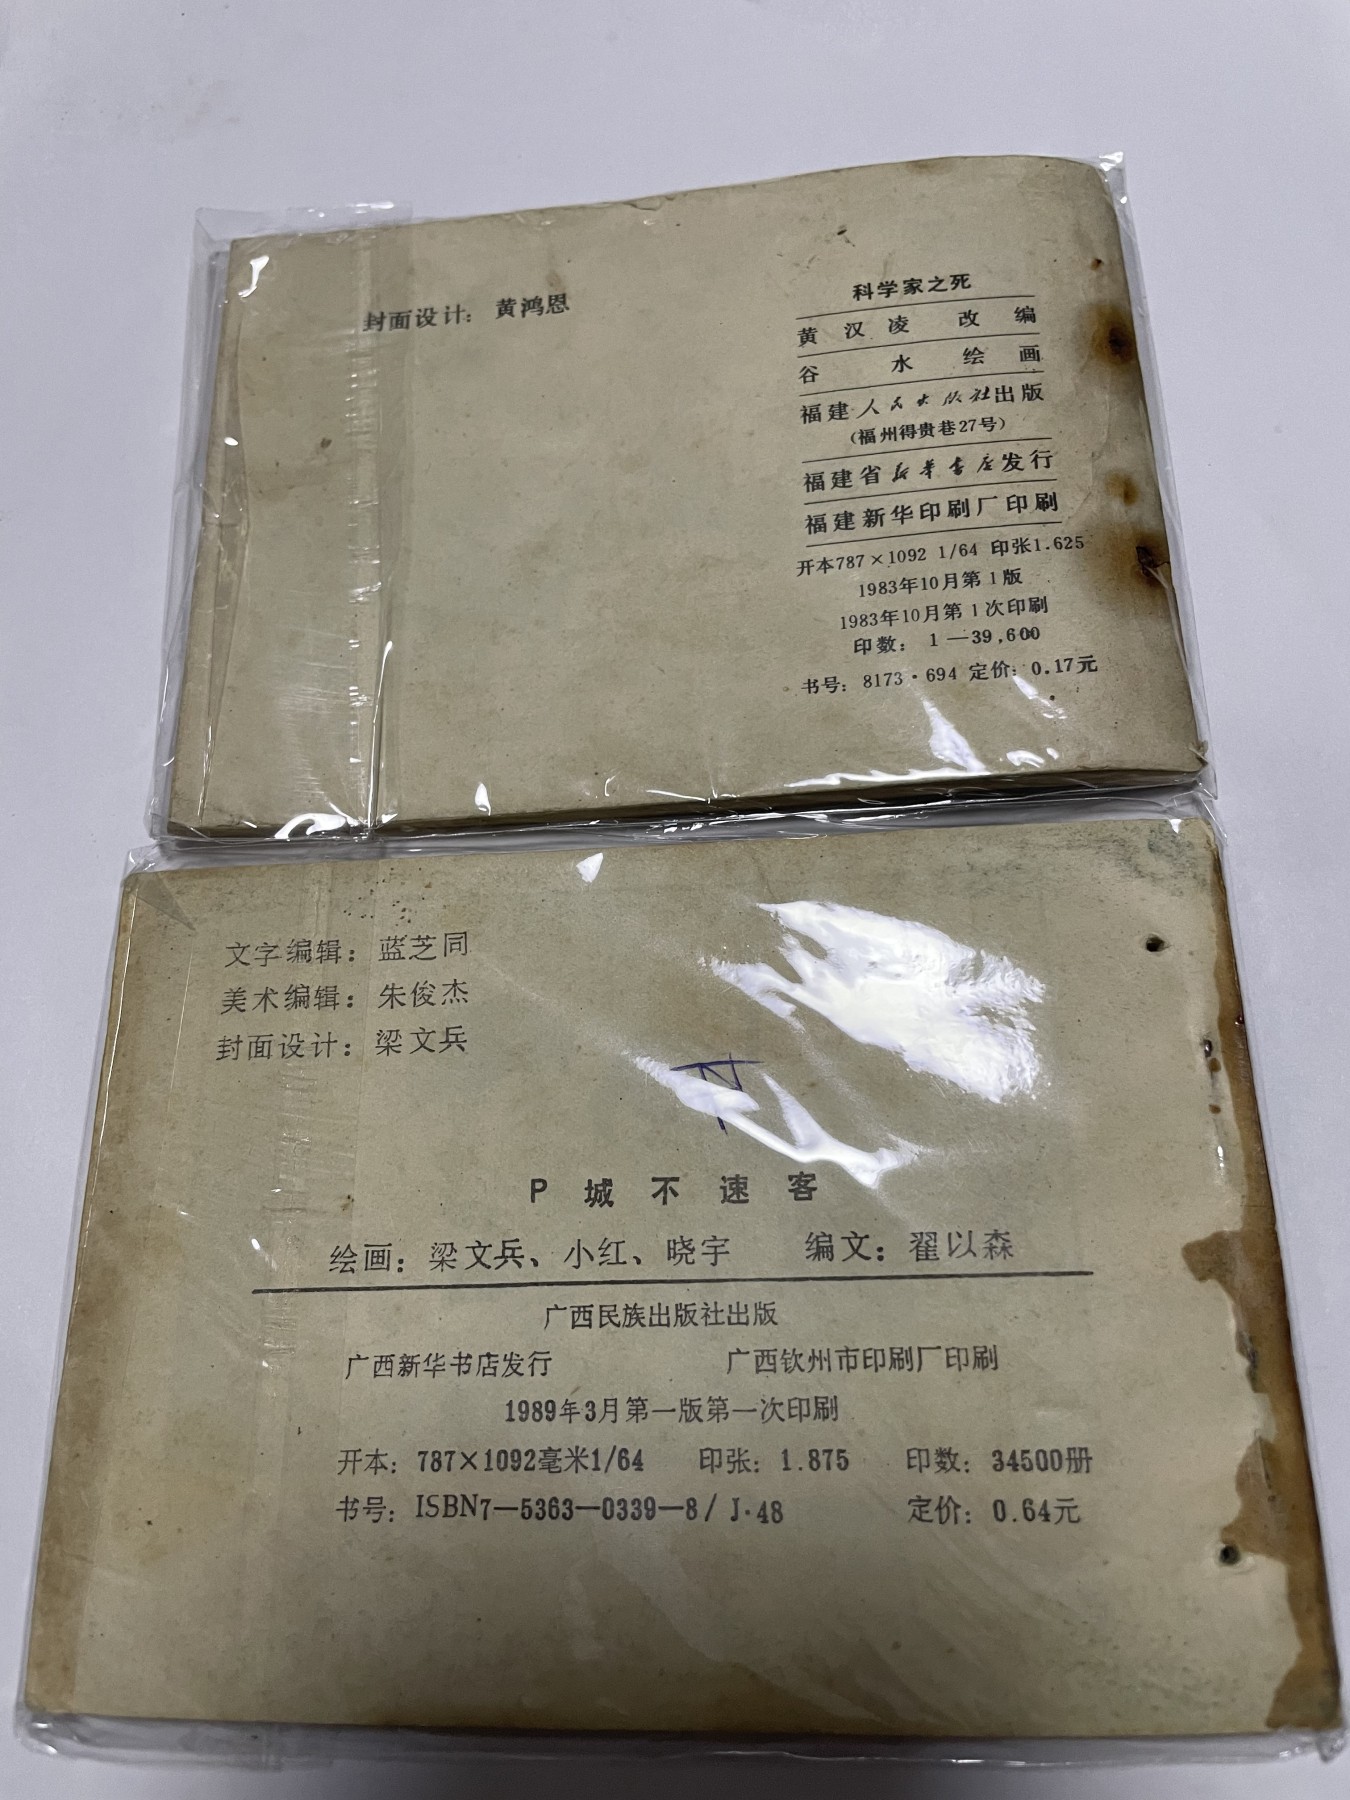 封面设计：黄鸿恩
科学家之死
黄汉凌 改编
谷水绘画
福建人民出版社出版
（福州得贵巷27号）
福建省新华书店发行
福建新华印刷厂印刷
开本787×1092 1/64 印张1.625
1983年10月第1版
1983年10月第1次印刷
印数：1—39,600
书号：8173·694 定价：0.17元
文字编辑：蓝芝同
美术编辑：朱俊杰
封面设计：梁文兵
P城不速客
绘画：梁文兵、小红、晓宇 编文：翟以森
广西民族出版社出版
广西新华书店发行 广西钦州市印刷厂印刷
1989年3月第一版第一次印刷
开本：787×1092毫米1/64 印张：1.875 印数：34500册
书号：ISBN7—5363—0339—8/J·48 定价：0.64元